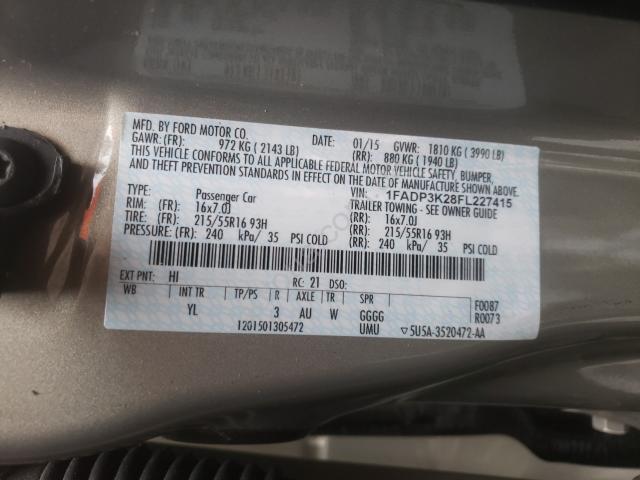 MFD. BY FORD MOTOR CO. DATE: 01/15 GVWR: 1810 KG ( 3990 LB)
GAWR: (FR): 972 KG ( 2143 LB) (RR): 880 KG ( 1940 LB)
THIS VEHICLE CONFORMS TO ALL APPLICABLE FEDERAL MOTOR VEHICLE SAFETY, BUMPER,
AND THEFT PREVENTION STANDARDS IN EFFECT ON THE DATE OF MANUFACTURE SHOWN ABOVE.
VIN: 1FADP3K28FL227415
TYPE: Passenger Car TRAILER TOWING - SEE OWNER GUIDE
RIM: (FR): 16x7.0J (RR): 16x7.0J
TIRE: (FR): 215/55R16 93H (RR): 215/55R16 93H
PRESSURE: (FR): 240 kPa/ 35 PSI COLD (RR): 240 kPa/ 35 PSI COLD
EXT PNT: HI RC: 21 DSO:
WB INT TR TP/PS R AX TR SPR F0087
YL 3 AU W GGGG R0073
1201501305472 UMU ▽5U5A-3520472-AA